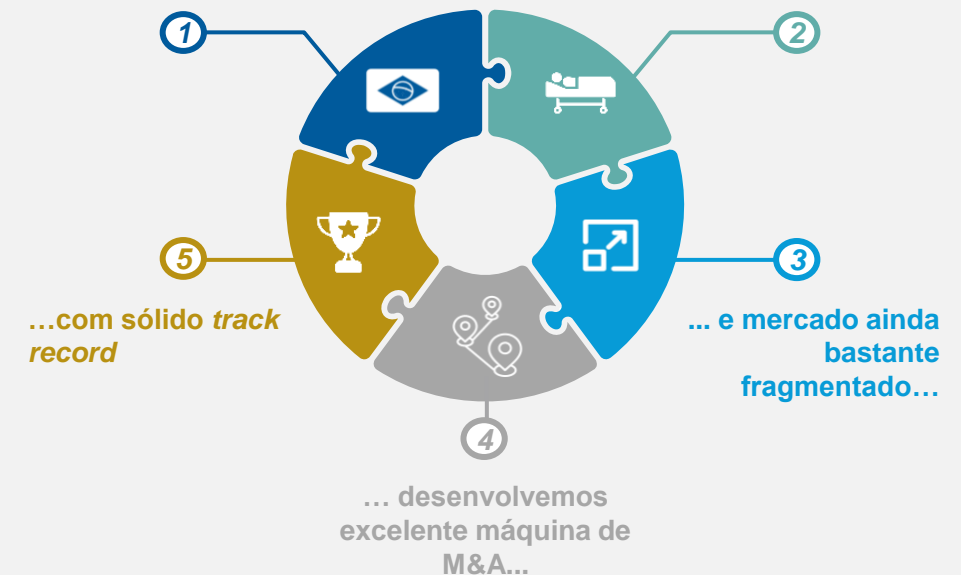 1
2
5
3
…com sólido track
record
... e mercado ainda
bastante
fragmentado…
4
… desenvolvemos
excelente máquina de
M&A...